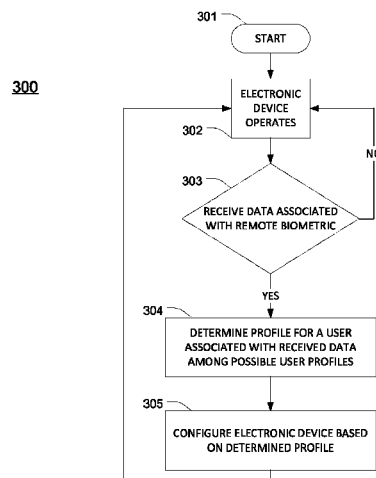 301
START
300
ELECTRONIC
DEVICE
OPERATES
302
NO
303
RECEIVE DATA ASSOCIATED
WITH REMOTE BIOMETRIC
YES
304
DETERMINE PROFILE FOR A USER
ASSOCIATED WITH RECEIVED DATA
AMONG POSSIBLE USER PROFILES
305
CONFIGURE ELECTRONIC DEVICE BASED
ON DETERMINED PROFILE